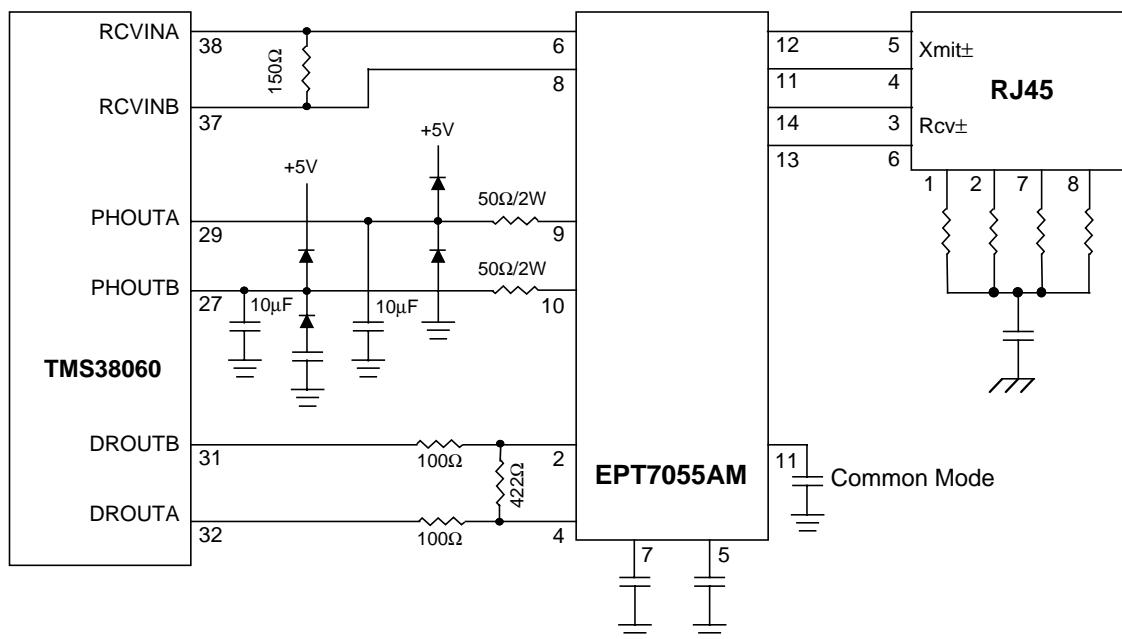 RCVINA
38
150Ω
RCVINB
37
6
8
12
11
14
13
5
Xmit±
4
RJ45
3
Rcv±
6
1
2
7
8
+5V
+5V
PHOUTA
29
50Ω/2W
9
PHOUTB
27
10µF
10µF
50Ω/2W
10
TMS38060
DROUTB
31
100Ω
2
422Ω
DROUTA
32
100Ω
4
EPT7055AM
11
Common Mode
7
5